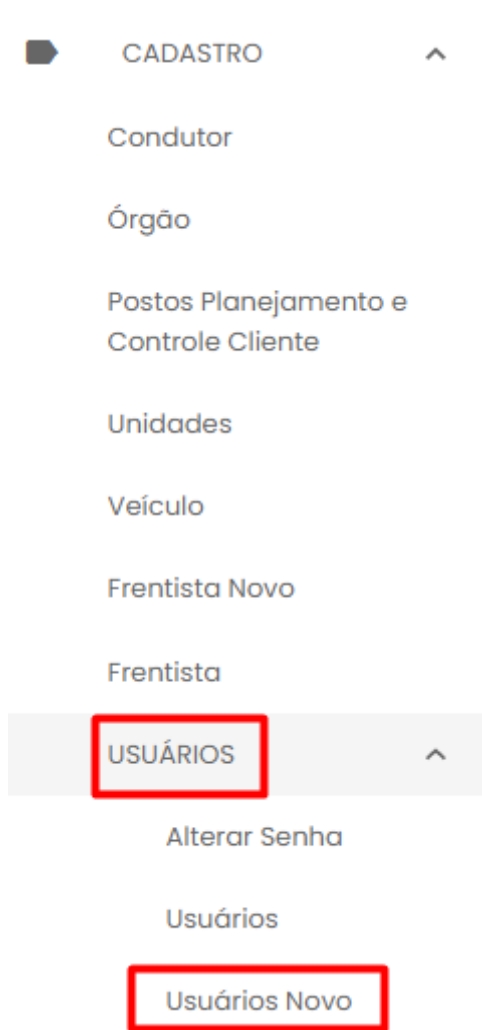 CADASTRO
Condutor
Órgão
Postos Planejamento e
Controle Cliente
Unidades
Veículo
Frentista Novo
Frentista
USUÁRIOS
Alterar Senha
Usuários
Usuários Novo